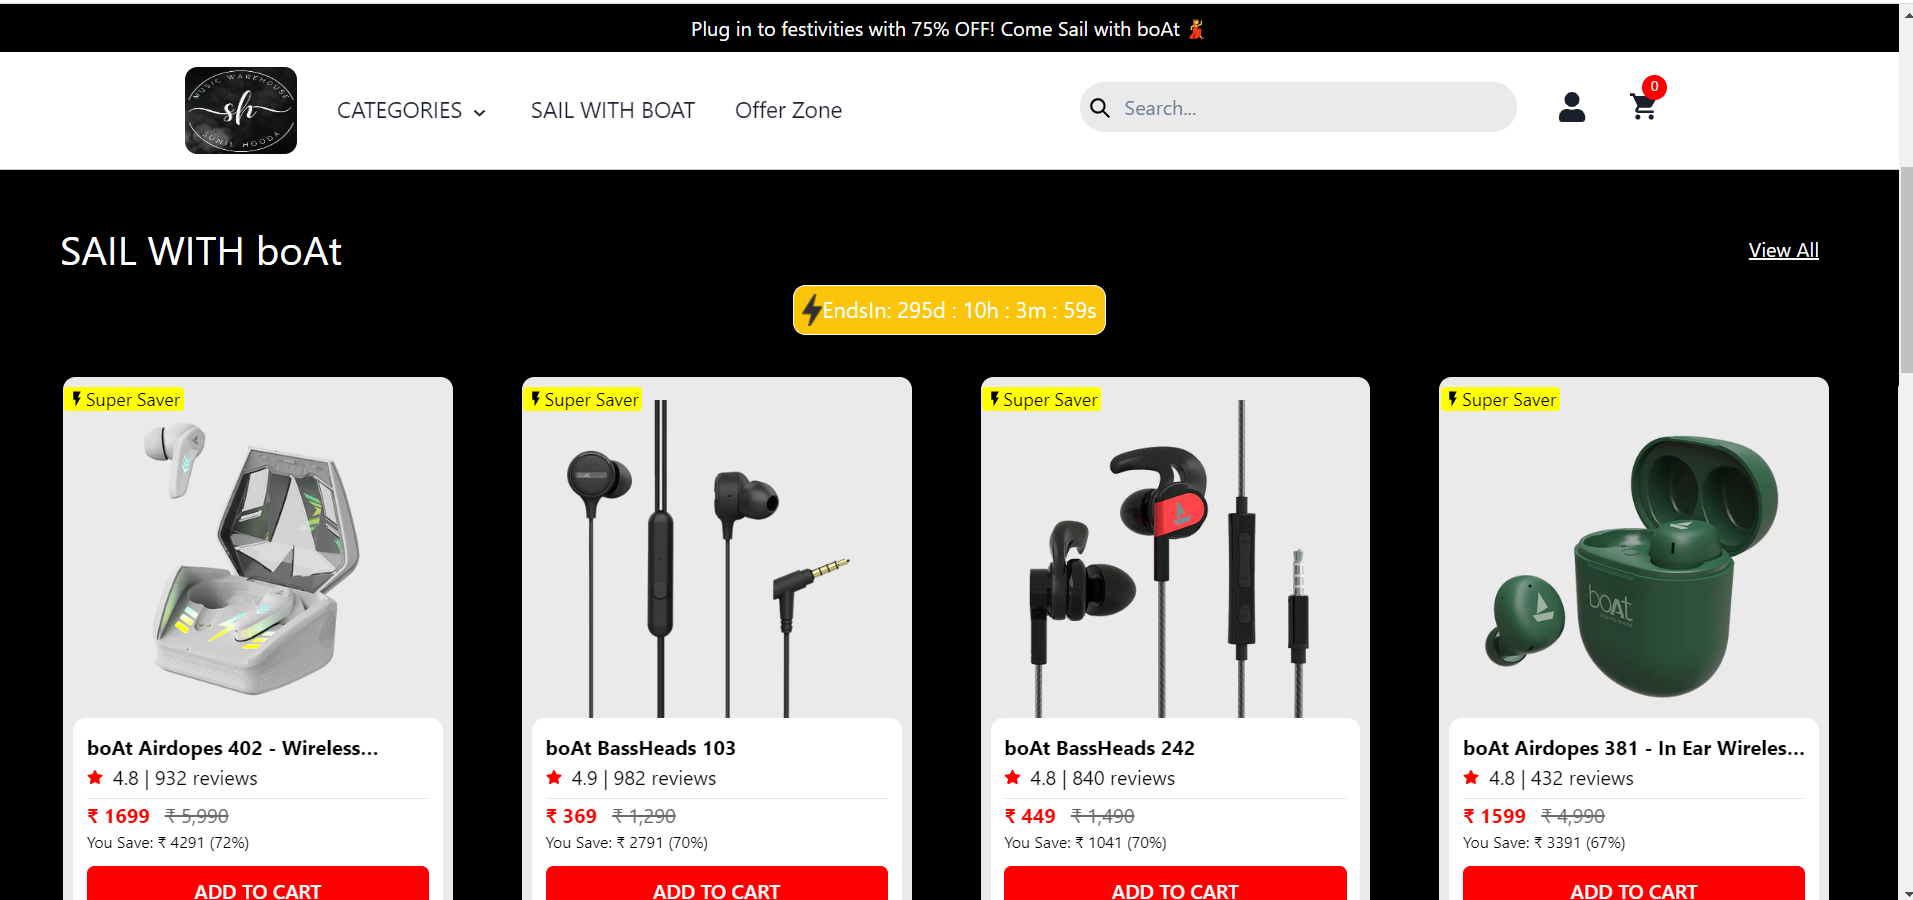 Plug in to festivities with 75% OFF! Come Sail with boAt 💃
MUSIC WAREHOUSE
sh
SUNIL HOODA
CATEGORIES
SAIL WITH BOAT
Offer Zone
Search...
0
SAIL WITH boAt
View All
EndsIn: 295d : 10h : 3m : 59s
Super Saver
Super Saver
Super Saver
Super Saver
boAt
boAt
boAt Airdopes 402 - Wireless...
4.8 | 932 reviews
₹ 1699 ₹ 5,990
You Save: ₹ 4291 (72%)
ADD TO CART
boAt BassHeads 103
4.9 | 982 reviews
₹ 369 ₹ 1,290
You Save: ₹ 2791 (70%)
ADD TO CART
boAt BassHeads 242
4.8 | 840 reviews
₹ 449 ₹ 1,490
You Save: ₹ 1041 (70%)
ADD TO CART
boAt Airdopes 381 - In Ear Wireles...
4.8 | 432 reviews
₹ 1599 ₹ 4,990
You Save: ₹ 3391 (67%)
ADD TO CART